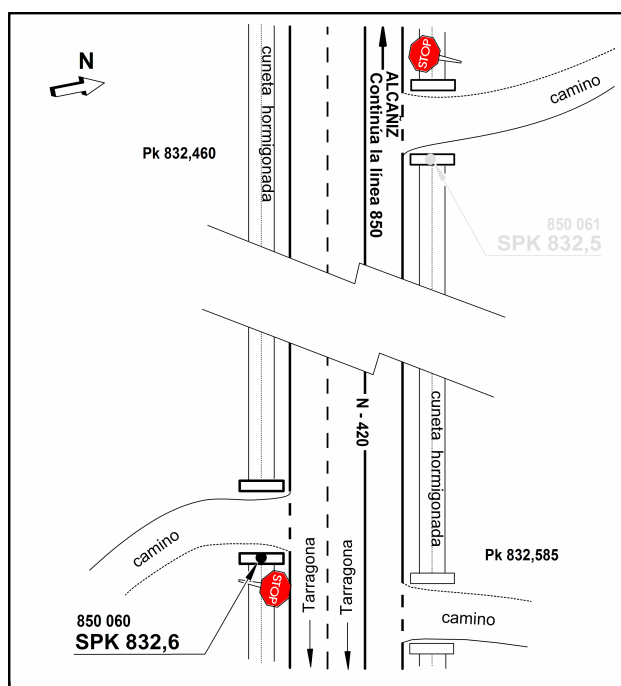 STOP
N
cuneta hormigonada
ALCAÑIZ
Continúa la línea 850
camino
Pk 832,460
850 061
SPK 832,5
N - 420
cuneta hormigonada
camino
Tarragona
Tarragona
Pk 832,585
STOP
camino
850 060
SPK 832,6